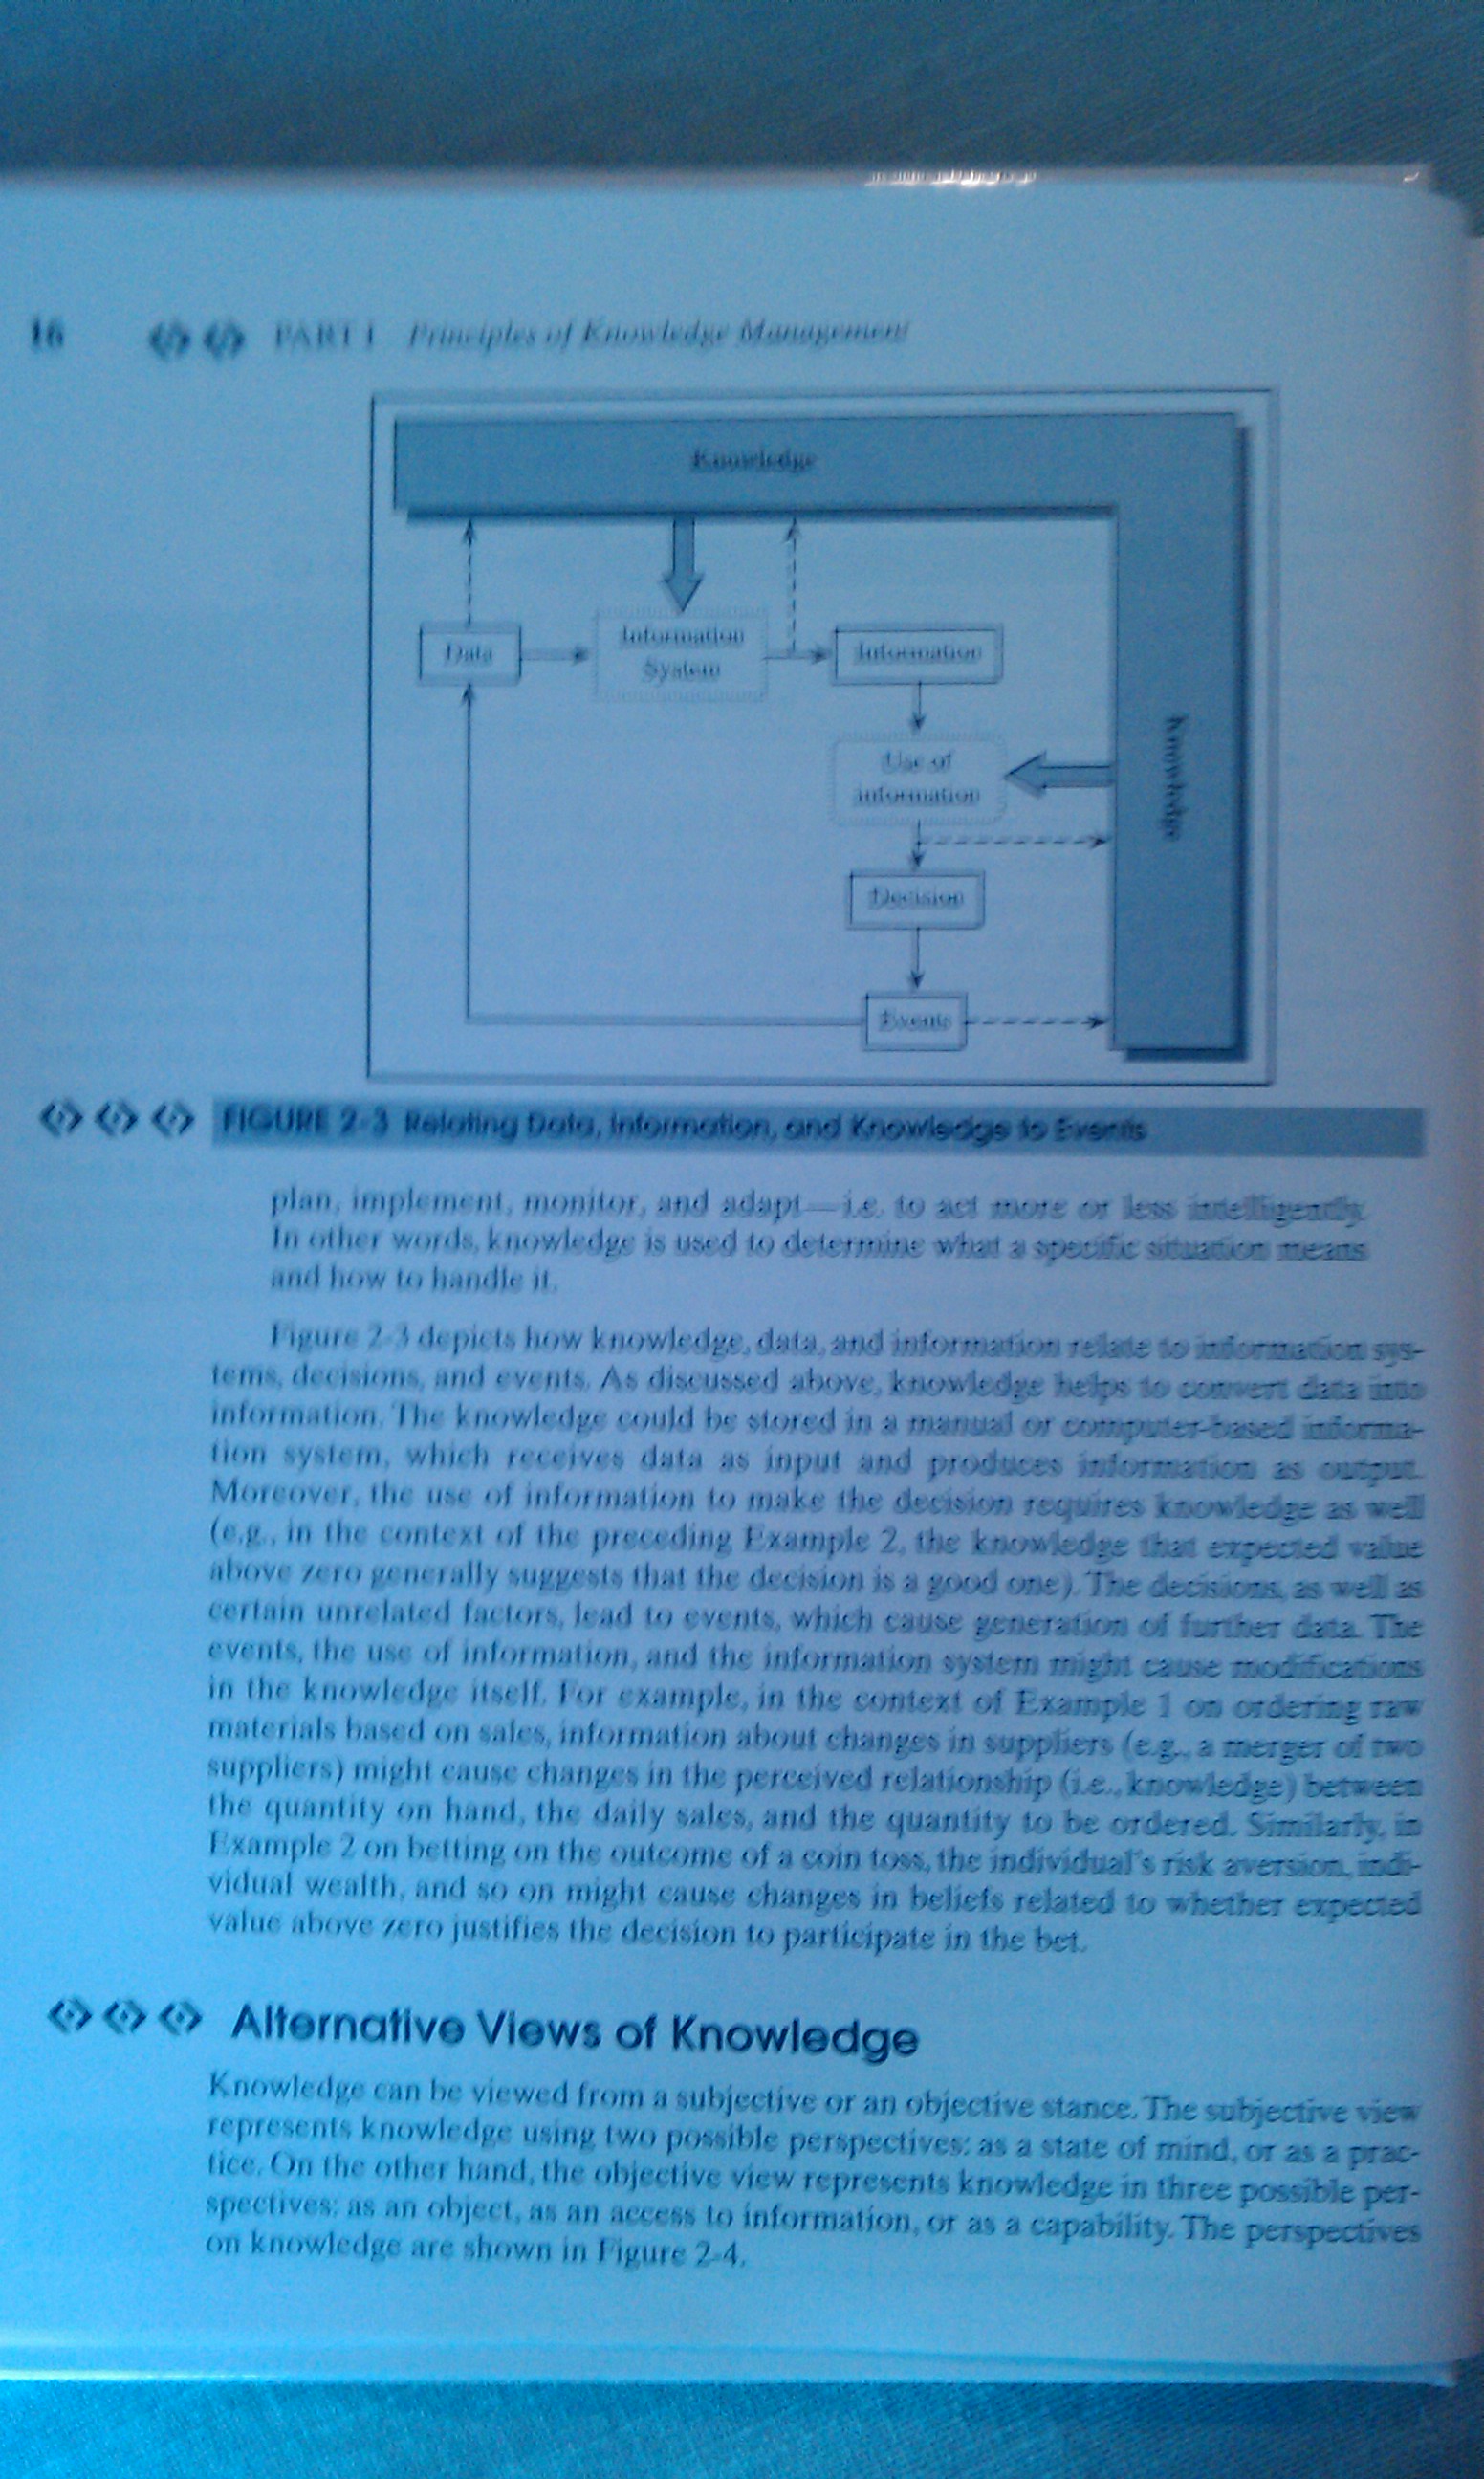 16 PART I Principles of Knowledge Management
Knowledge
Data
Information
System
Information
Use of
information
Knowledge
Decision
Events
FIGURE 2-3 Relating Data, Information, and Knowledge to Events
plan, implement, monitor, and adapt—i.e. to act more or less intelligently.
In other words, knowledge is used to determine what a specific situation means
and how to handle it.
Figure 2-3 depicts how knowledge, data, and information relate to information sys-
tems, decisions, and events. As discussed above, knowledge helps to convert data into
information. The knowledge could be stored in a manual or computer-based informa-
tion system, which receives data as input and produces information as output.
Moreover, the use of information to make the decision requires knowledge as well
(e.g., in the context of the preceding Example 2, the knowledge that expected value
above zero generally suggests that the decision is a good one). The decisions, as well as
certain unrelated factors, lead to events, which cause generation of further data. The
events, the use of information, and the information system might cause modifications
in the knowledge itself. For example, in the context of Example 1 on ordering raw
materials based on sales, information about changes in suppliers (e.g., a merger of two
suppliers) might cause changes in the perceived relationship (i.e., knowledge) between
the quantity on hand, the daily sales, and the quantity to be ordered. Similarly, in
Example 2 on betting on the outcome of a coin toss, the individual's risk aversion, indi-
vidual wealth, and so on might cause changes in beliefs related to whether expected
value above zero justifies the decision to participate in the bet.
Alternative Views of Knowledge
Knowledge can be viewed from a subjective or an objective stance. The subjective view
represents knowledge using two possible perspectives: as a state of mind, or as a prac-
tice. On the other hand, the objective view represents knowledge in three possible per-
spectives: as an object, as an access to information, or as a capability. The perspectives
on knowledge are shown in Figure 2-4.